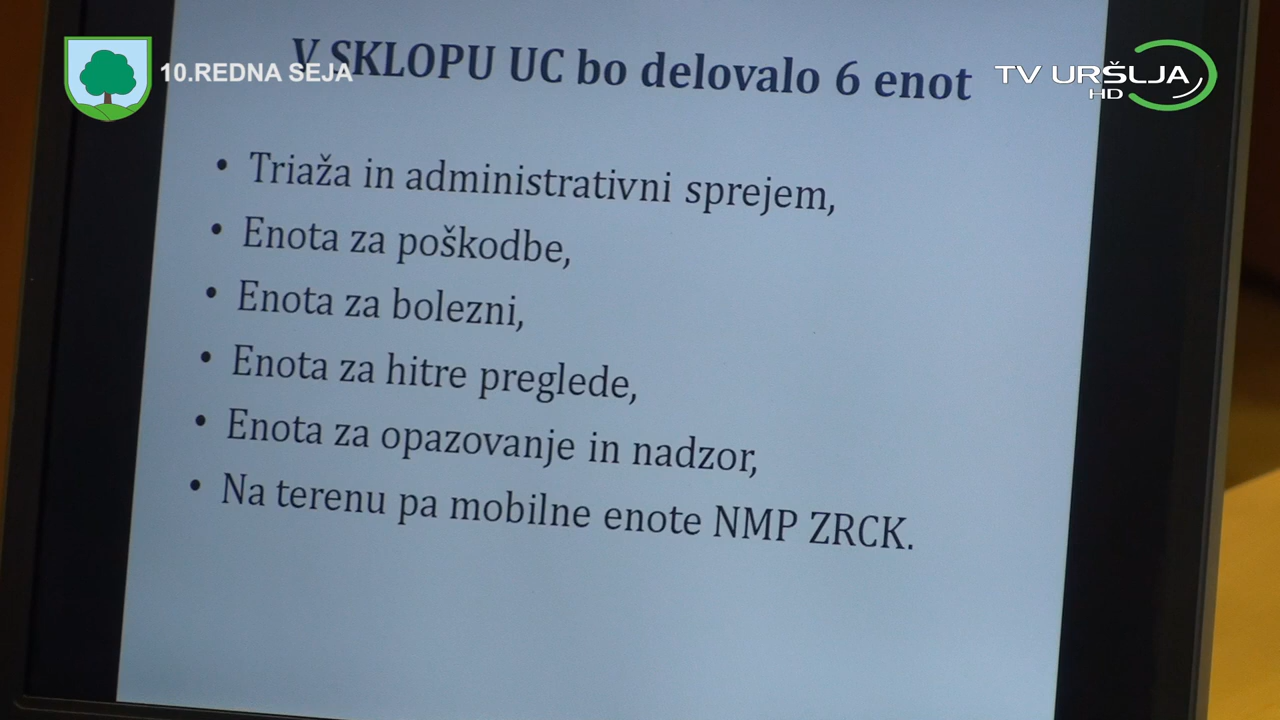 V SKLOPU UC bo delovalo 6 enot
10.REDNA SEJA
TV URŠLJA
HD
• Triaža in administrativni sprejem,
• Enota za poškodbe,
• Enota za bolezni,
• Enota za hitre preglede,
• Enota za opazovanje in nadzor,
• Na terenu pa mobilne enote NMP ZRCK.